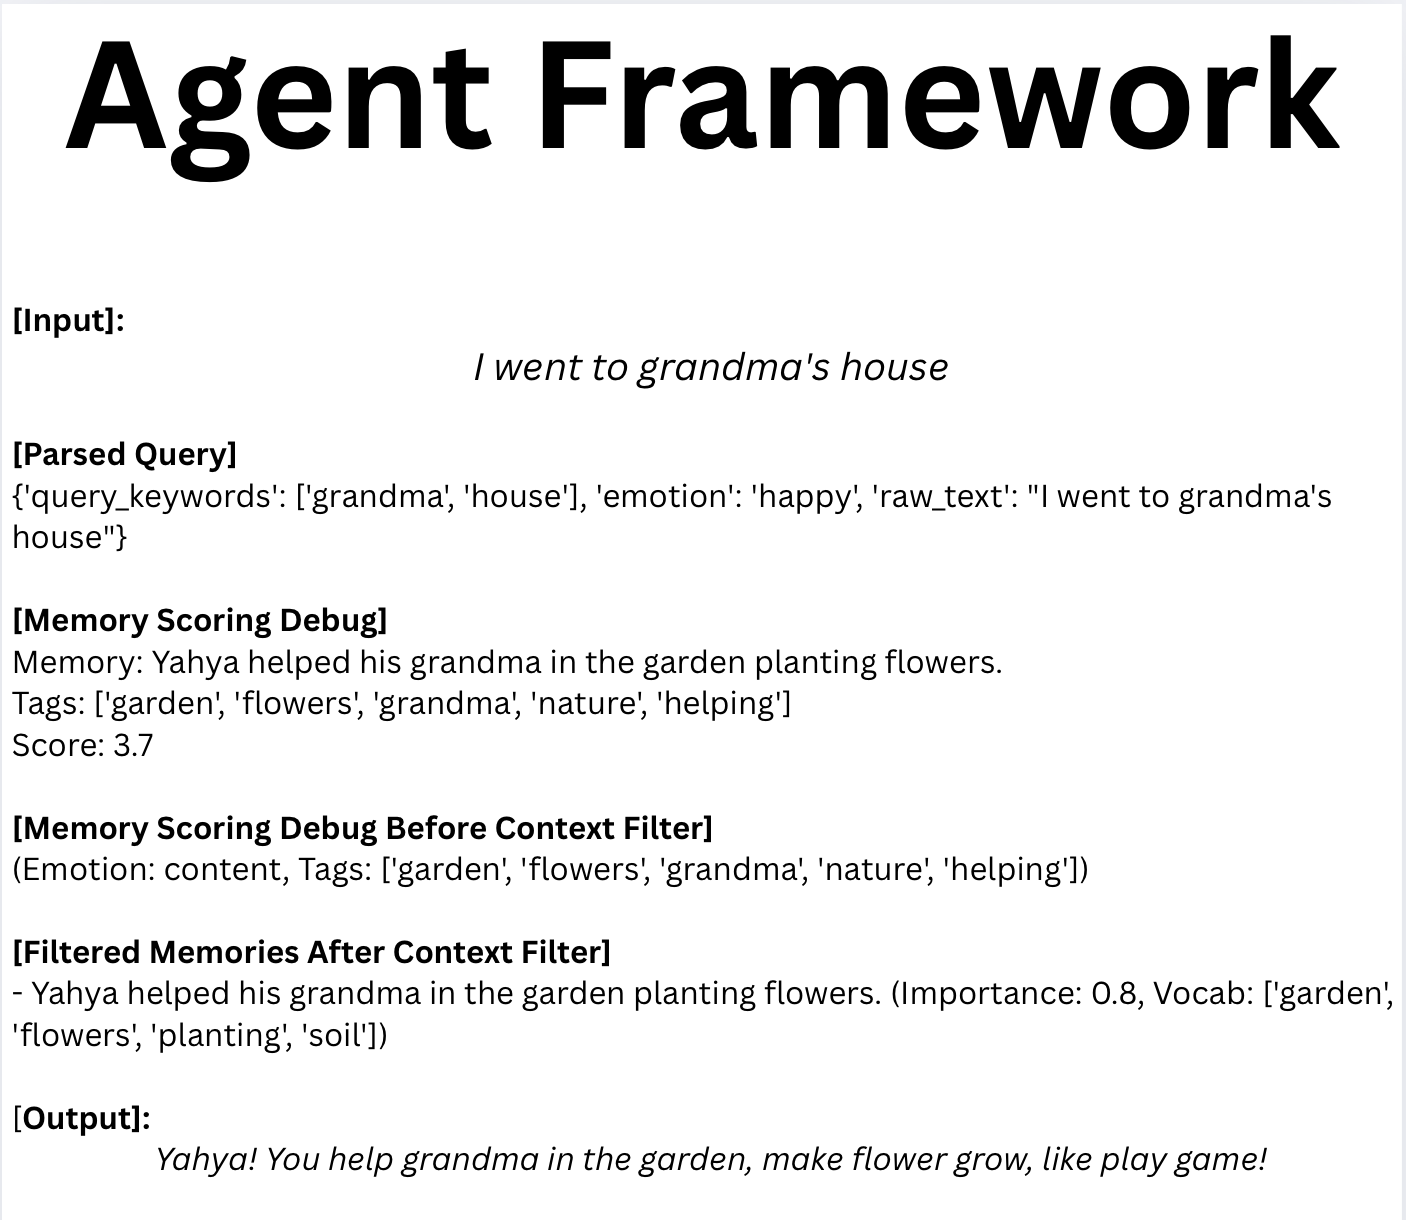 Agent Framework
[Input]:
I went to grandma's house
[Parsed Query]
{'query_keywords': ['grandma', 'house'], 'emotion': 'happy', 'raw_text': "I went to grandma's
house"}
[Memory Scoring Debug]
Memory: Yahya helped his grandma in the garden planting flowers.
Tags: ['garden', 'flowers', 'grandma', 'nature', 'helping']
Score: 3.7
[Memory Scoring Debug Before Context Filter]
(Emotion: content, Tags: ['garden', 'flowers', 'grandma', 'nature', 'helping'])
[Filtered Memories After Context Filter]
- Yahya helped his grandma in the garden planting flowers. (Importance: 0.8, Vocab: ['garden',
'flowers', 'planting', 'soil'])
[Output]:
Yahya! You help grandma in the garden, make flower grow, like play game!